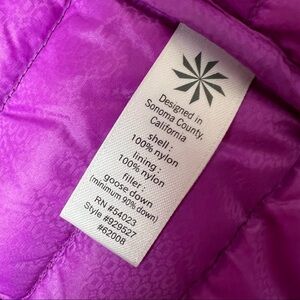 Designed in
Sonoma County,
California
shell :
100% nylon
lining :
100% nylon
filler :
goose down
(minimum 90% down)
RN #54023
Style #929527
#62008